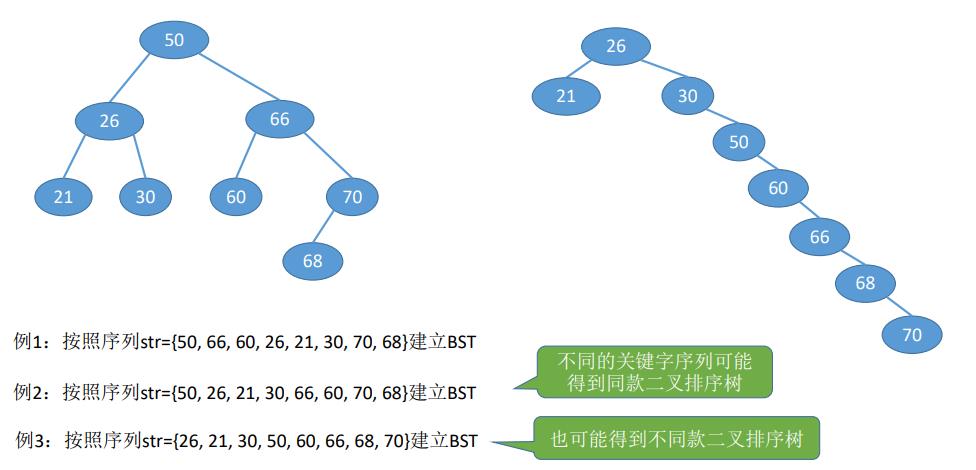 50
26
66
21
30
60
70
68
26
21
30
50
60
66
68
70
例1：按照序列str={50, 66, 60, 26, 21, 30, 70, 68}建立BST
例2：按照序列str={50, 26, 21, 30, 66, 60, 70, 68}建立BST
不同的关键字序列可能
得到同款二叉排序树
例3：按照序列str={26, 21, 30, 50, 60, 66, 68, 70}建立BST
也可能得到不同款二叉排序树